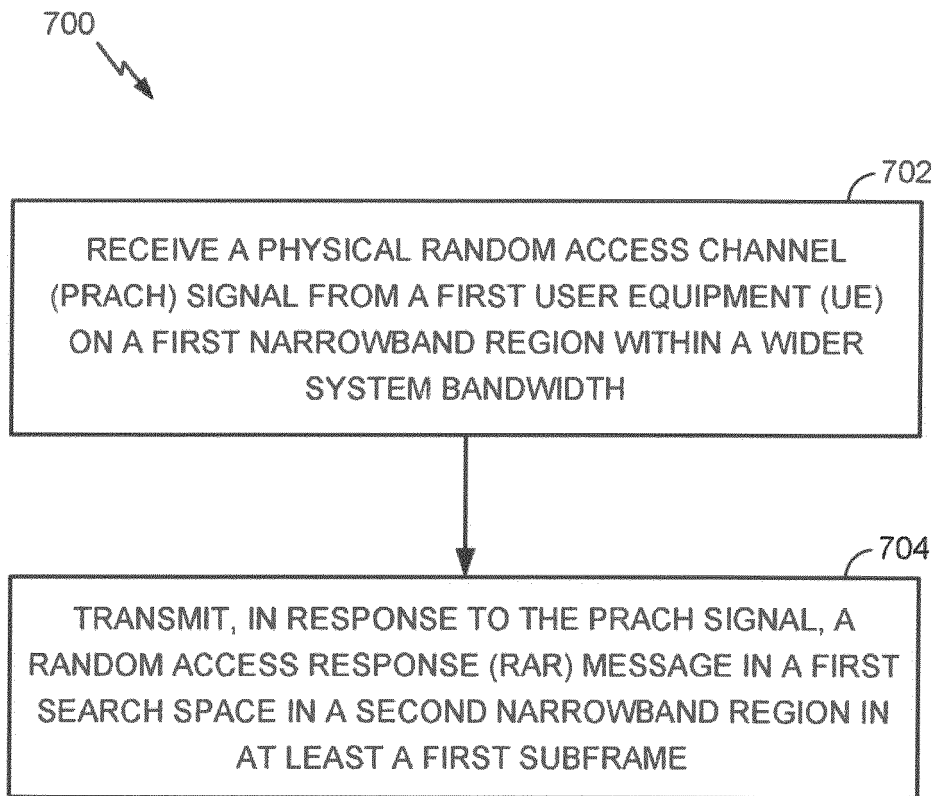 700
702
RECEIVE A PHYSICAL RANDOM ACCESS CHANNEL
(PRACH) SIGNAL FROM A FIRST USER EQUIPMENT (UE)
ON A FIRST NARROWBAND REGION WITHIN A WIDER
SYSTEM BANDWIDTH
704
TRANSMIT, IN RESPONSE TO THE PRACH SIGNAL, A
RANDOM ACCESS RESPONSE (RAR) MESSAGE IN A FIRST
SEARCH SPACE IN A SECOND NARROWBAND REGION IN
AT LEAST A FIRST SUBFRAME